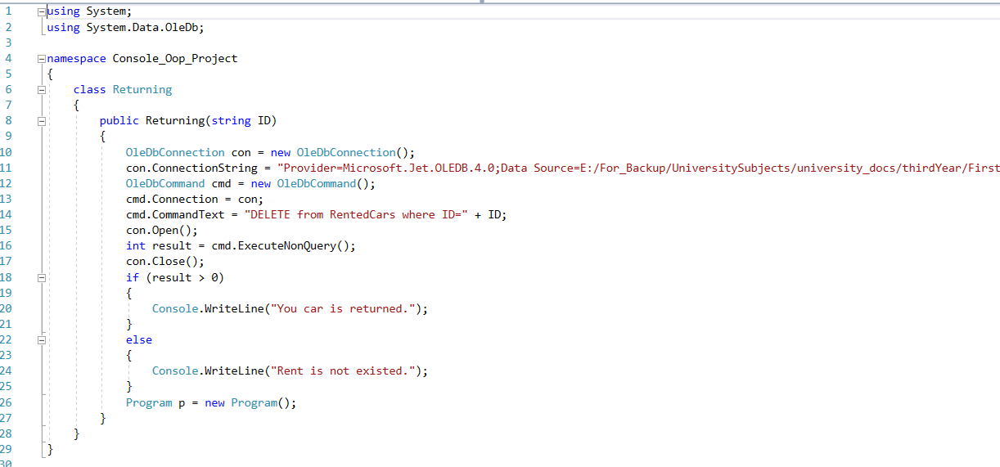 1 using System;
2 using System.Data.OleDb;
3
4 namespace Console_Oop_Project
5 {
6 class Returning
7 {
8 public Returning(string ID)
9 {
10 OleDbConnection con = new OleDbConnection();
11 con.ConnectionString = "Provider=Microsoft.Jet.OLEDB.4.0;Data Source=E:/For_Backup/UniversitySubjects/university_docs/thirdYear/First
12 OleDbCommand cmd = new OleDbCommand();
13 cmd.Connection = con;
14 cmd.CommandText = "DELETE from RentedCars where ID=" + ID;
15 con.Open();
16 int result = cmd.ExecuteNonQuery();
17 con.Close();
18 if (result > 0)
19 {
20 Console.WriteLine("You car is returned.");
21 }
22 else
23 {
24 Console.WriteLine("Rent is not existed.");
25 }
26 Program p = new Program();
27 }
28 }
29 }
30